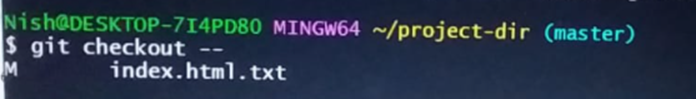 Nish@DESKTOP-7I4PD80 MINGW64 ~/project-dir (master)
$ git checkout --
M       index.html.txt